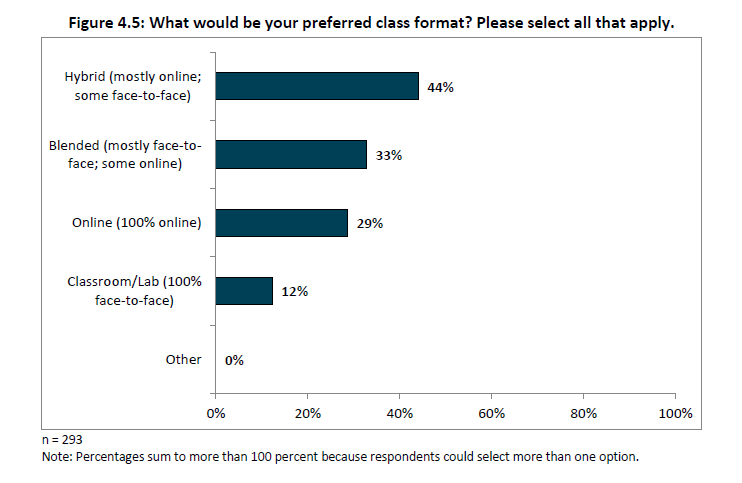 Figure 4.5: What would be your preferred class format? Please select all that apply.
Hybrid (mostly online;
some face-to-face)
44%
Blended (mostly face-to-
face; some online)
33%
Online (100% online)
29%
Classroom/Lab (100%
face-to-face)
12%
Other
0%
0% 20% 40% 60% 80% 100%
n = 293
Note: Percentages sum to more than 100 percent because respondents could select more than one option.